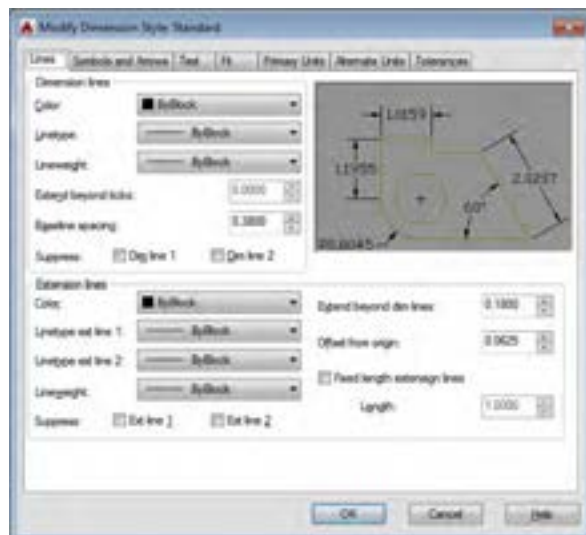 Modify Dimension Style: Standard
Lines Symbols and Arrows Text Fit Primary Units Alternate Units Tolerances
Dimension lines
Color: ByBlock
Linetype: ByBlock
Lineweight: ByBlock
Extend beyond ticks: 0.0000
Baseline spacing: 0.3800
Suppress: Dim line 1 Dim line 2
1.0159
1.1955
2.0207
60°
R0.8045
Extension lines
Color: ByBlock
Linetype ext line 1: ByBlock
Linetype ext line 2: ByBlock
Lineweight: ByBlock
Suppress: Ext line 1 Ext line 2
Extend beyond dim lines: 0.1800
Offset from origin: 0.0625
Fixed length extension lines
Length: 1.0000
OK Cancel Help